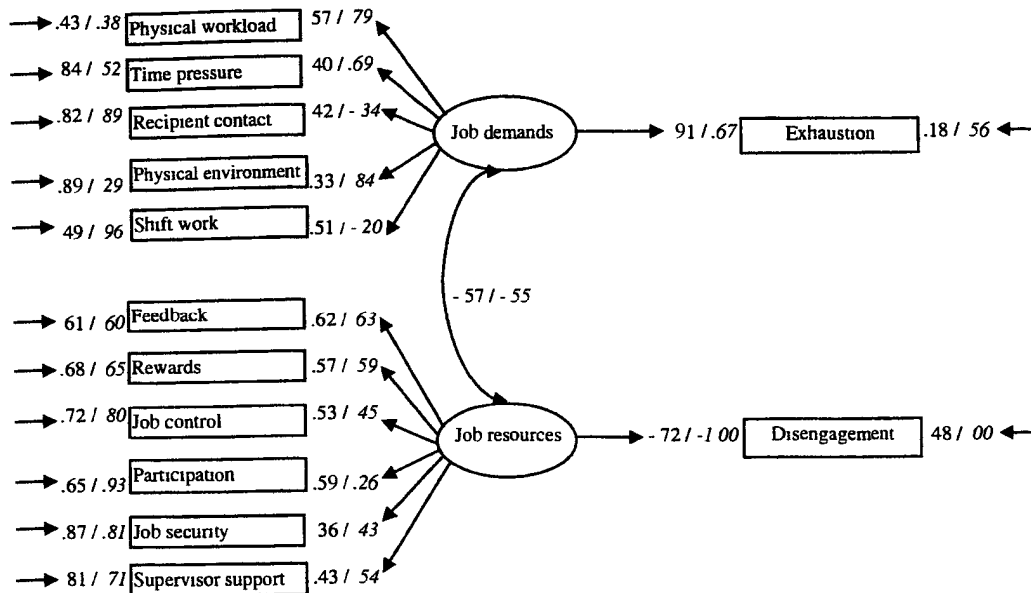 .43 / .38 Physical workload 57 / 79
84 / 52 Time pressure 40 / .69
.82 / 89 Recipient contact 42 / - 34
Job demands 91 / .67 Exhaustion .18 / 56
.89 / 29 Physical environment .33 / 84
49 / 96 Shift work .51 / - 20
- 57 / - 55
61 / 60 Feedback .62 / 63
.68 / 65 Rewards .57 / 59
.72 / 80 Job control .53 / 45
Job resources - 72 / -1 00 Disengagement 48 / 00
.65 / .93 Participation .59 / .26
.87 / .81 Job security 36 / 43
81 / 71 Supervisor support .43 / 54